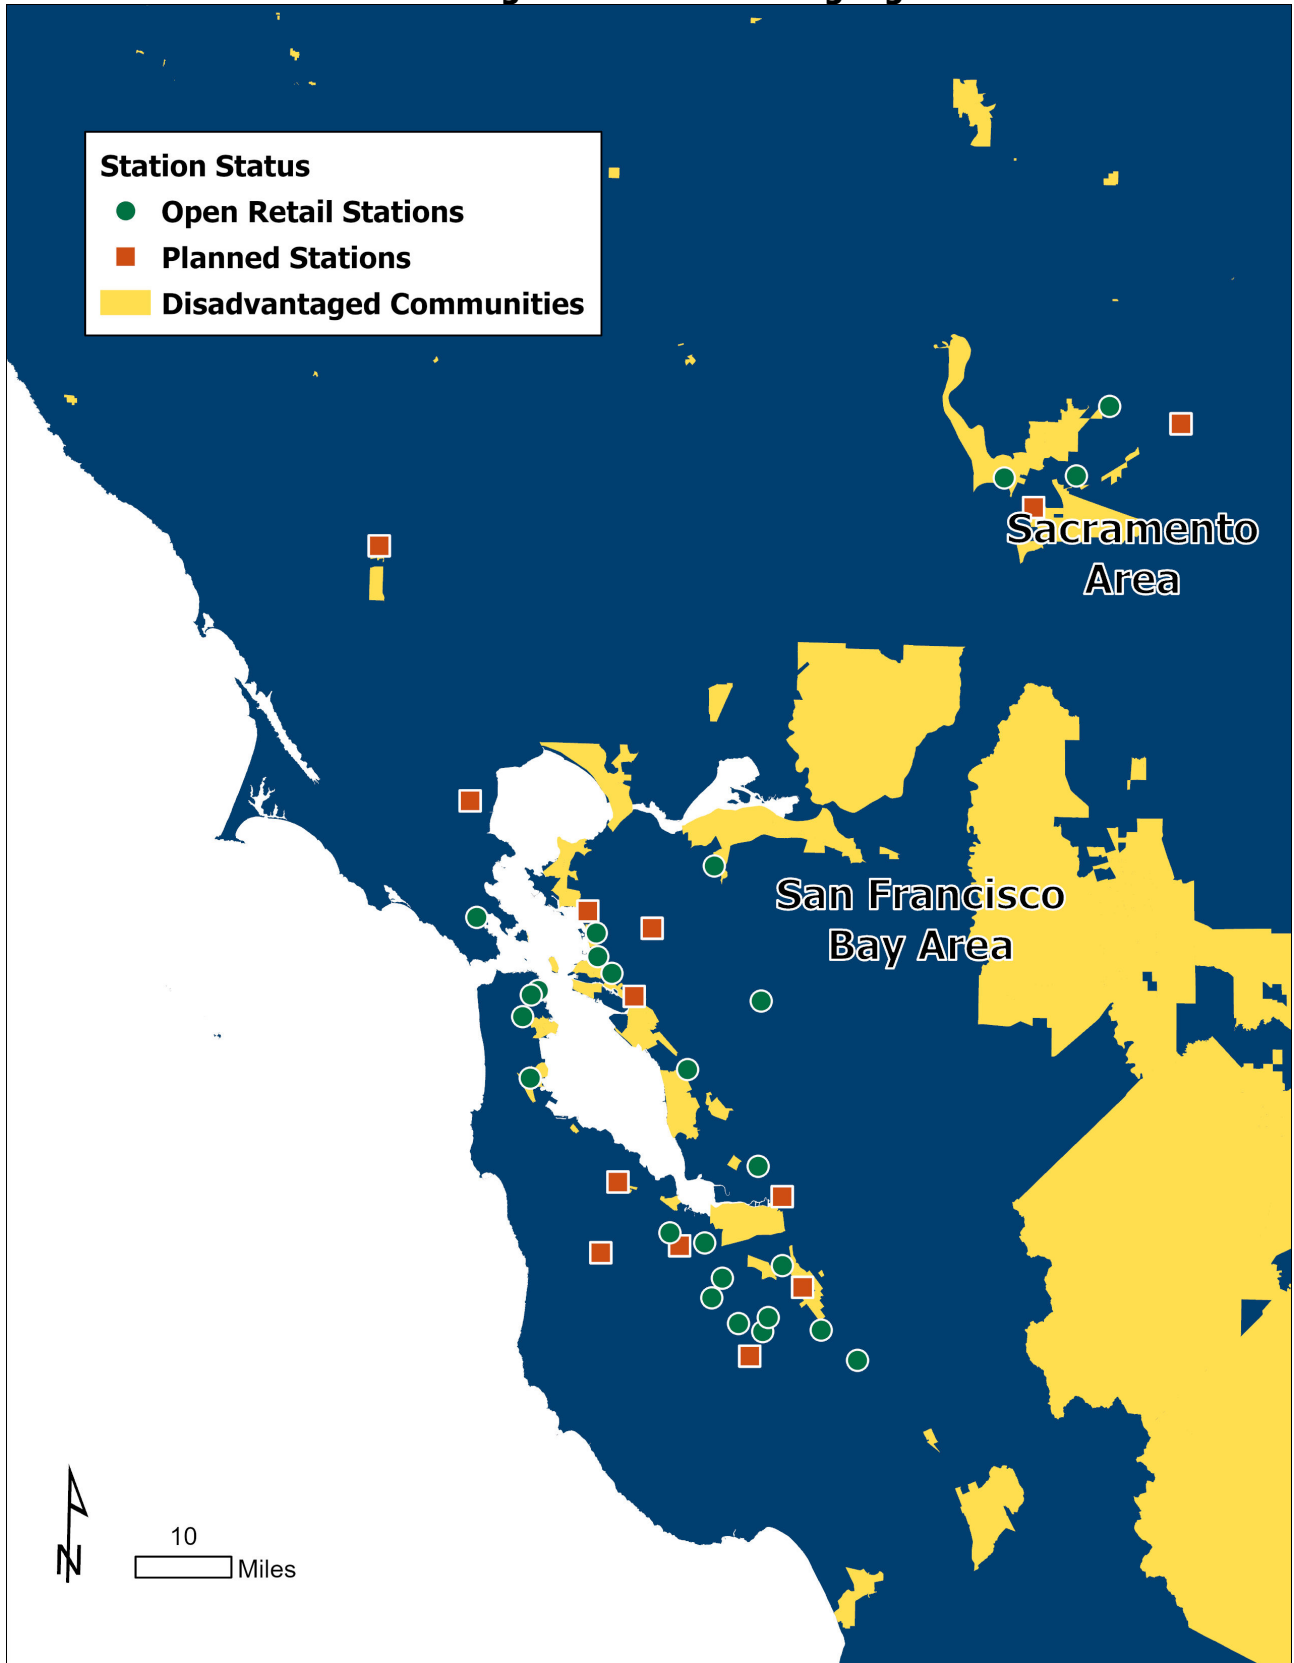 Station Status
Open Retail Stations
Planned Stations
Disadvantaged Communities
Sacramento
Area
San Francisco
Bay Area
N
10
Miles